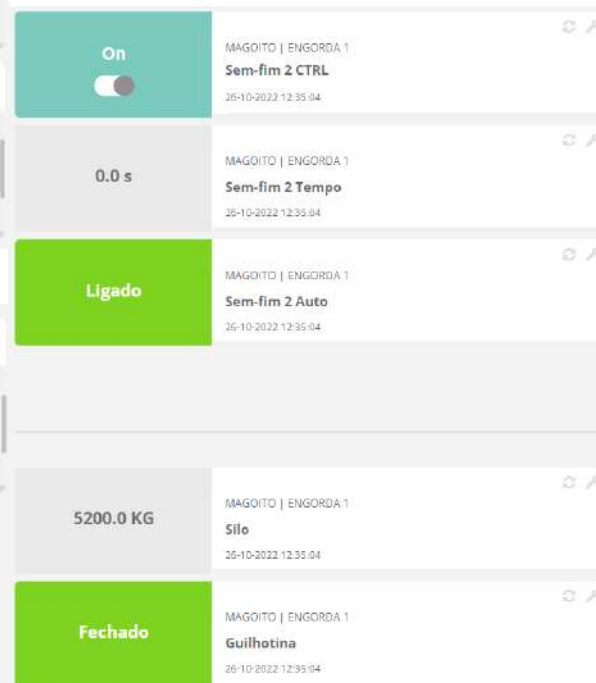 On
MAGOITO | ENGORDA 1
Sem-fim 2 CTRL
26-10-2022 12:35:04
0.0 s
MAGOITO | ENGORDA 1
Sem-fim 2 Tempo
26-10-2022 12:35:04
Ligado
MAGOITO | ENGORDA 1
Sem-fim 2 Auto
26-10-2022 12:35:04
5200.0 KG
MAGOITO | ENGORDA 1
Silo
26-10-2022 12:35:04
Fechado
MAGOITO | ENGORDA 1
Guilhotina
26-10-2022 12:35:04